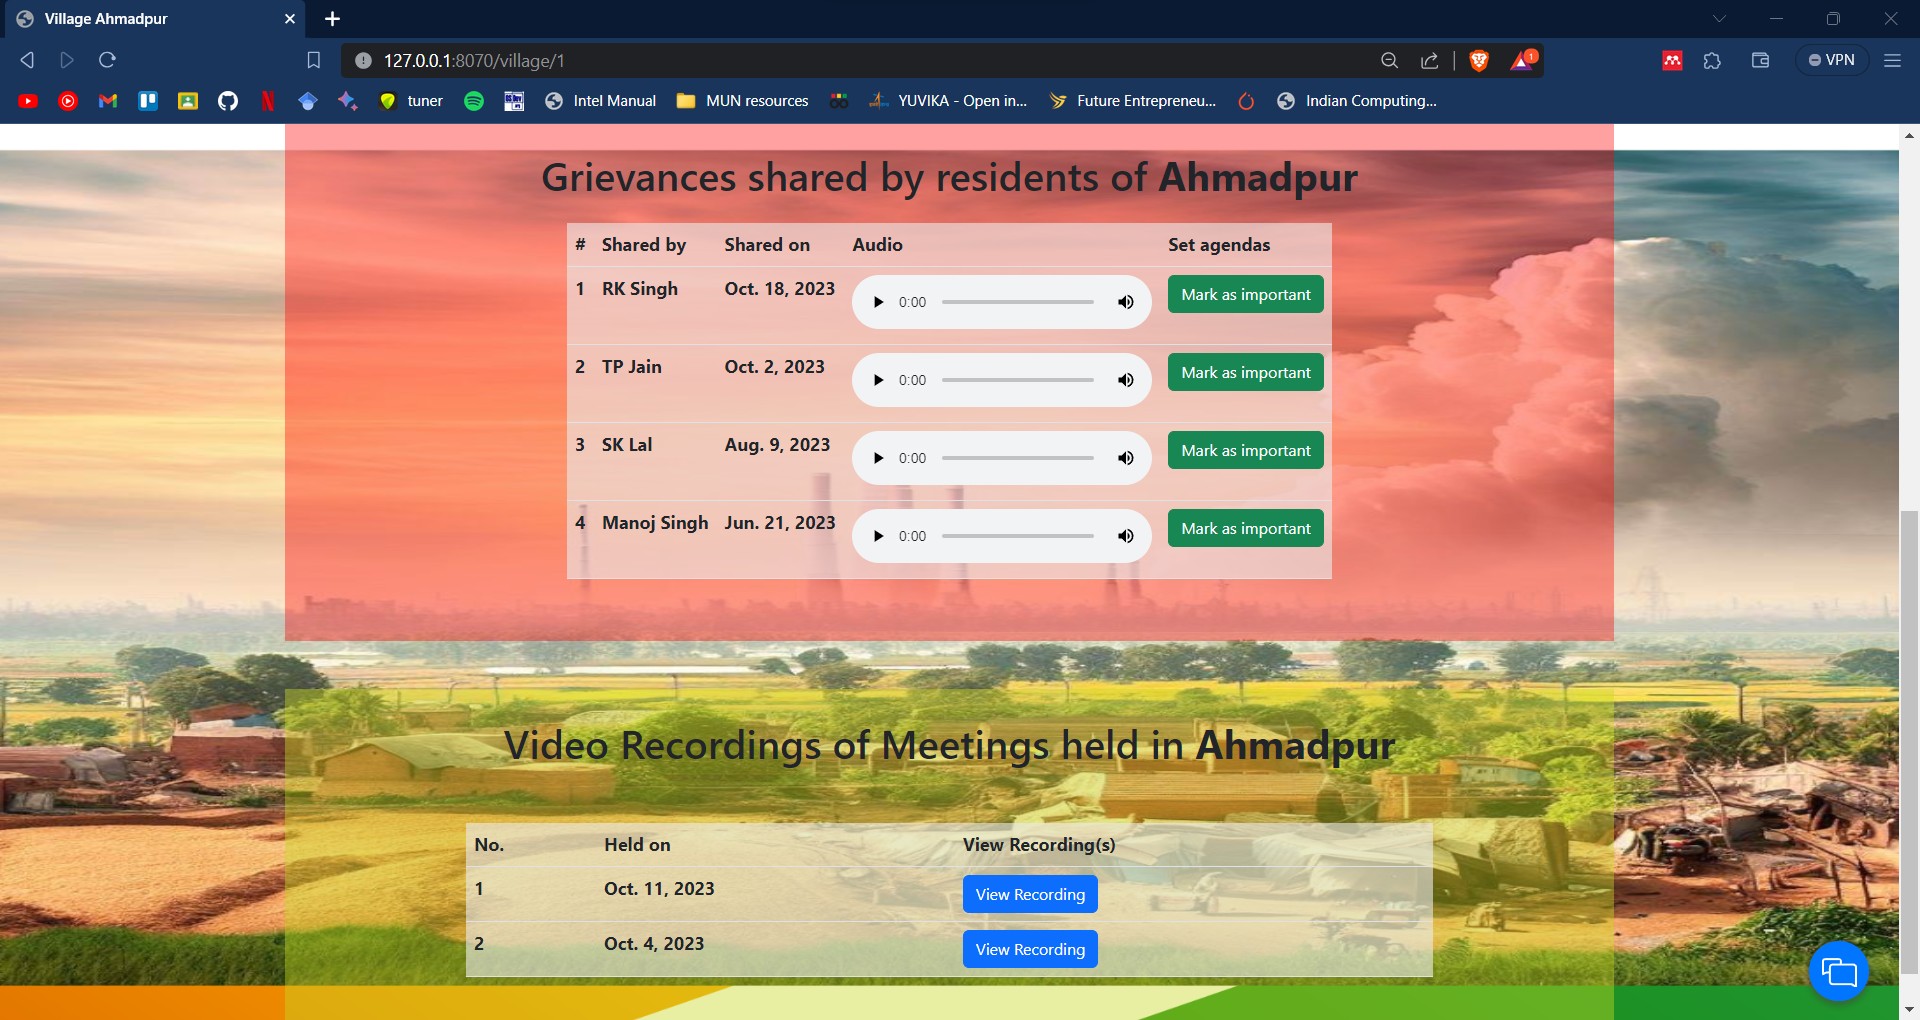 Village Ahmadpur
127.0.0.1:8070/village/1
1
VPN
tuner
Intel Manual
MUN resources
YUVIKA - Open in...
Future Entrepreneu...
Indian Computing...
Grievances shared by residents of Ahmadpur
# Shared by Shared on Audio Set agendas
1 RK Singh Oct. 18, 2023 0:00 Mark as important
2 TP Jain Oct. 2, 2023 0:00 Mark as important
3 SK Lal Aug. 9, 2023 0:00 Mark as important
4 Manoj Singh Jun. 21, 2023 0:00 Mark as important
Video Recordings of Meetings held in Ahmadpur
No. Held on View Recording(s)
1 Oct. 11, 2023 View Recording
2 Oct. 4, 2023 View Recording